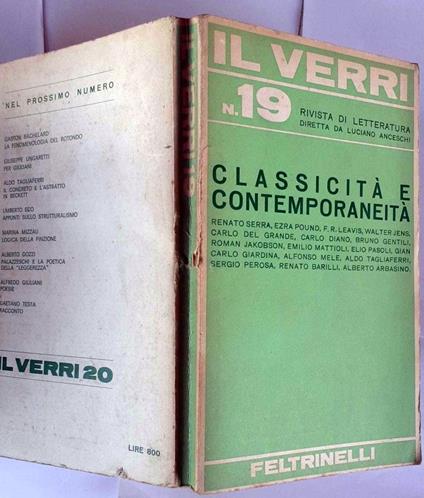 NEL PROSSIMO NUMERO
GASTON BACHELARD
LA FENOMENOLOGIA DEL ROTONDO
GIUSEPPE UNGARETTI
PER GIULIANI
ALDO TAGLIAFERRI
IL CONCRETO E L'ASTRATTO
IN BECKETT
UMBERTO ECO
APPUNTI SULLO STRUTTURALISMO
MARINA MIZZAU
LOGICA DELLA FINZIONE
ALBERTO GOZZI
PALAZZESCHI E LA POETICA
DELLA "LEGGEREZZA"
ALFREDO GIULIANI
POESIE
GAETANO TESTA
RACCONTO
IL VERRI 20
LIRE 800
IL VERRI
N. 19
RIVISTA DI LETTERATURA
DIRETTA DA LUCIANO ANCESCHI
CLASSICITÀ E
CONTEMPORANEITÀ
RENATO SERRA, EZRA POUND, F. R. LEAVIS, WALTER JENS,
CARLO DEL GRANDE, CARLO DIANO, BRUNO GENTILI,
ROMAN JAKOBSON, EMILIO MATTIOLI, ELIO PASOLI, GIAN
CARLO GIARDINA, ALFONSO MELE, ALDO TAGLIAFERRI,
SERGIO PEROSA, RENATO BARILLI, ALBERTO ARBASINO.
FELTRINELLI